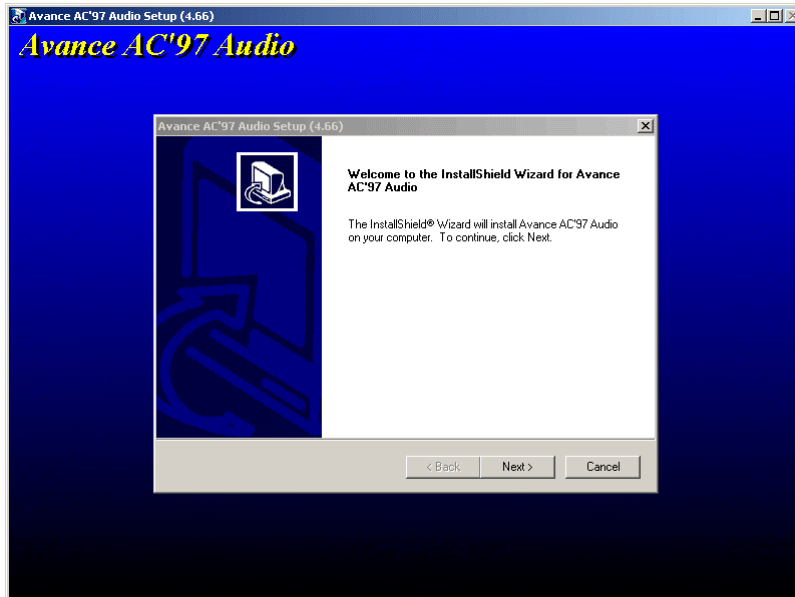 Avance AC'97 Audio Setup (4.66)
Avance AC'97 Audio
Avance AC'97 Audio Setup (4.66)
Welcome to the InstallShield Wizard for Avance
AC'97 Audio
The InstallShield® Wizard will install Avance AC'97 Audio
on your computer. To continue, click Next.
< Back Next > Cancel